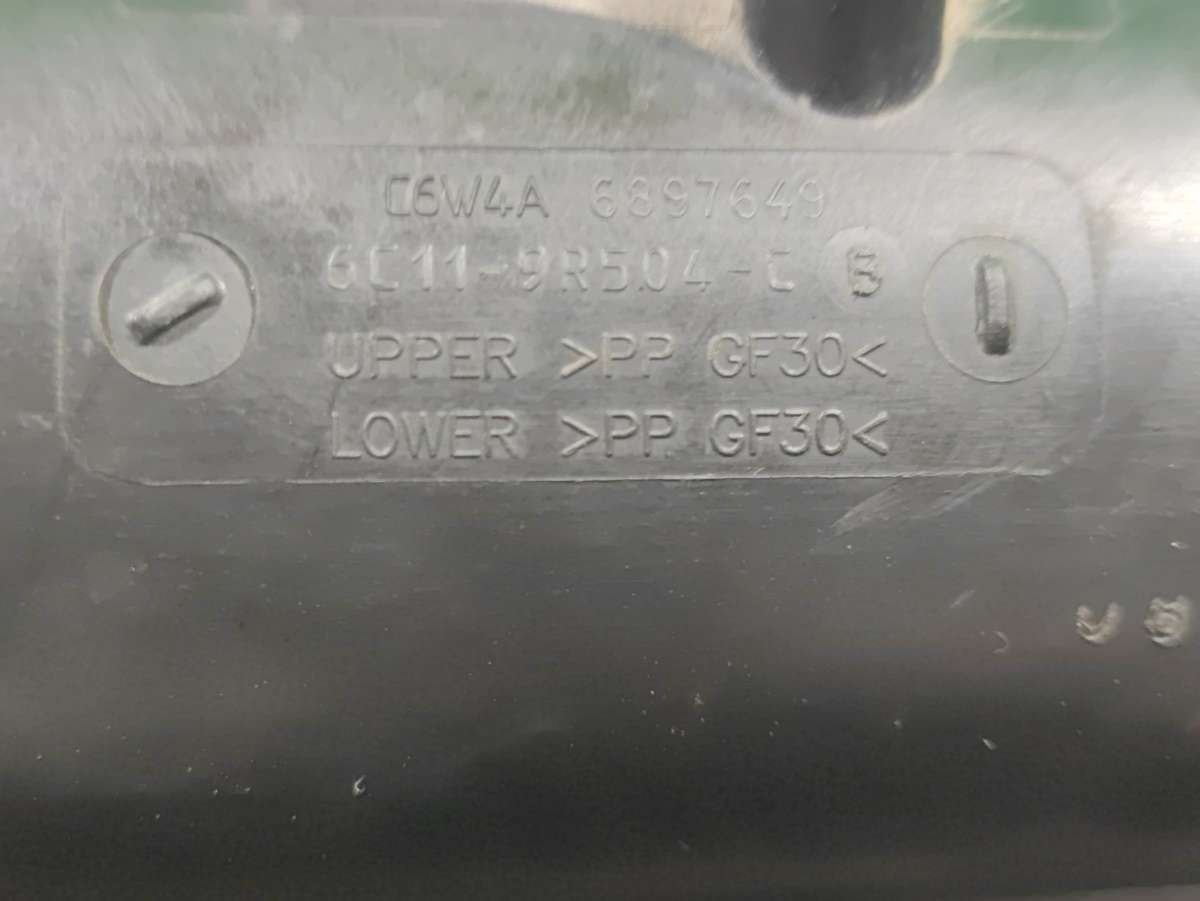 C6W4A 6897649
6C11-9R504-C B
UPPER >PP GF30<
LOWER >PP GF30<